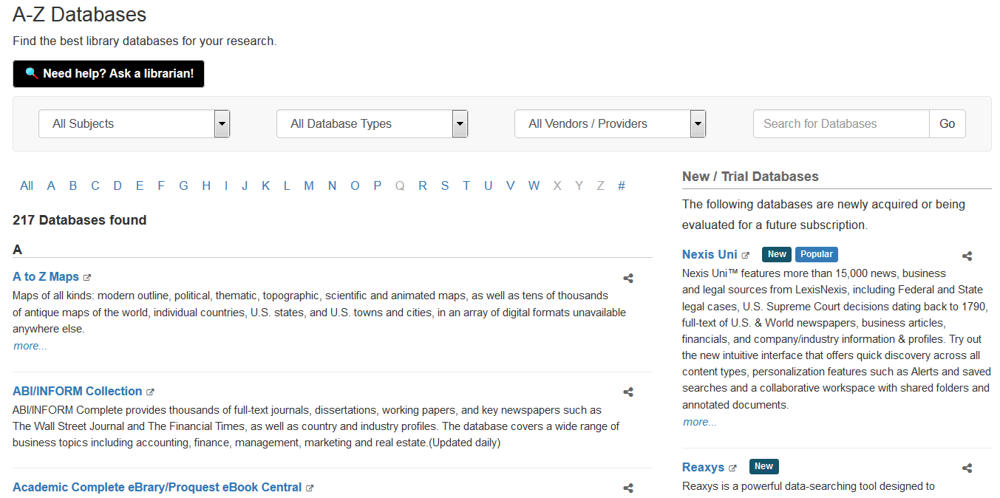 A-Z Databases
Find the best library databases for your research.
Need help? Ask a librarian!
All Subjects
All Database Types
All Vendors / Providers
Search for Databases
Go
All A B C D E F G H I J K L M N O P Q R S T U V W X Y Z #
217 Databases found
A
A to Z Maps
Maps of all kinds: modern outline, political, thematic, topographic, scientific and animated maps, as well as tens of thousands
of antique maps of the world, individual countries, U.S. states, and U.S. towns and cities, in an array of digital formats unavailable
anywhere else.
more...
ABI/INFORM Collection
ABI/INFORM Complete provides thousands of full-text journals, dissertations, working papers, and key newspapers such as
The Wall Street Journal and The Financial Times, as well as country and industry profiles. The database covers a wide range of
business topics including accounting, finance, management, marketing and real estate.(Updated daily)
Academic Complete eBrary/Proquest eBook Central
New / Trial Databases
The following databases are newly acquired or being
evaluated for a future subscription.
Nexis Uni New Popular
Nexis Uni™ features more than 15,000 news, business
and legal sources from LexisNexis, including Federal and State
legal cases, U.S. Supreme Court decisions dating back to 1790,
full-text of U.S. & World newspapers, business articles,
financials, and company/industry information & profiles. Try out
the new intuitive interface that offers quick discovery across all
content types, personalization features such as Alerts and saved
searches and a collaborative workspace with shared folders and
annotated documents.
more...
Reaxys New
Reaxys is a powerful data-searching tool designed to